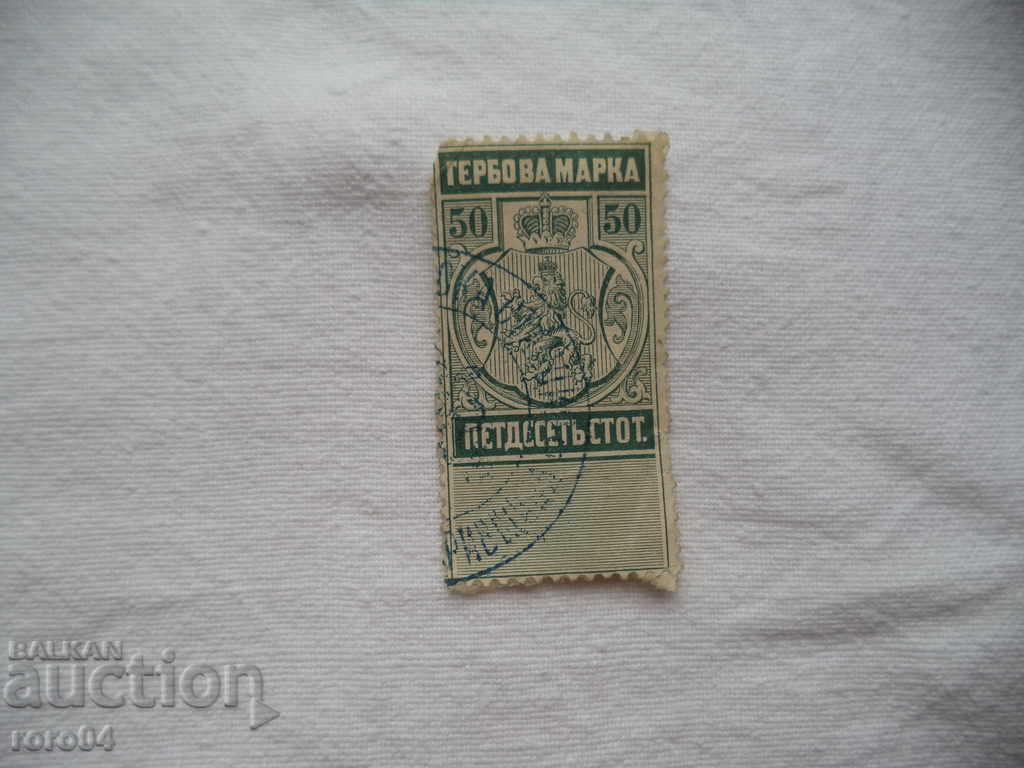 ГЕРБОВА МАРКА
50 50
ПЕТДЕСЕТЬ СТОТ.
BALKAN
auction
roro04